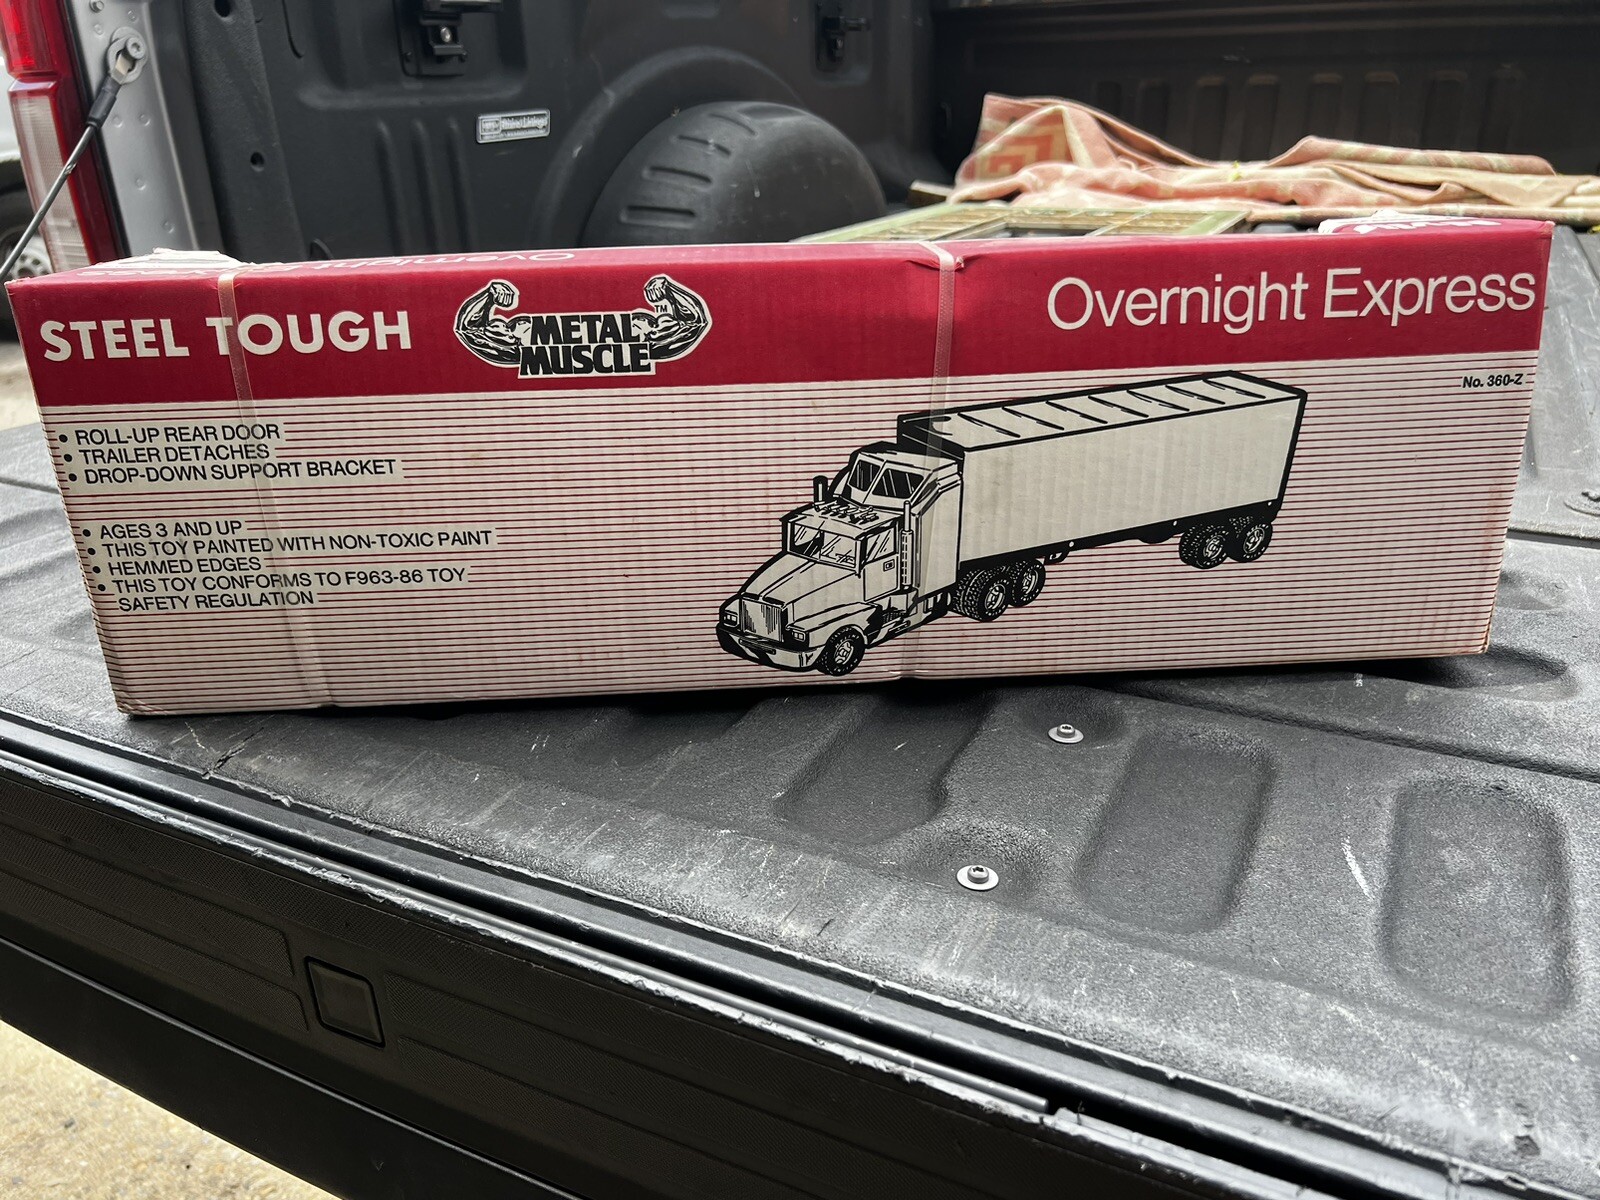 STEEL TOUGH
METAL
MUSCLE
TM
Overnight Express
No. 360-Z
• ROLL-UP REAR DOOR
• TRAILER DETACHES
• DROP-DOWN SUPPORT BRACKET
• AGES 3 AND UP
• THIS TOY PAINTED WITH NON-TOXIC PAINT
• HEMMED EDGES
• THIS TOY CONFORMS TO F963-86 TOY
SAFETY REGULATION